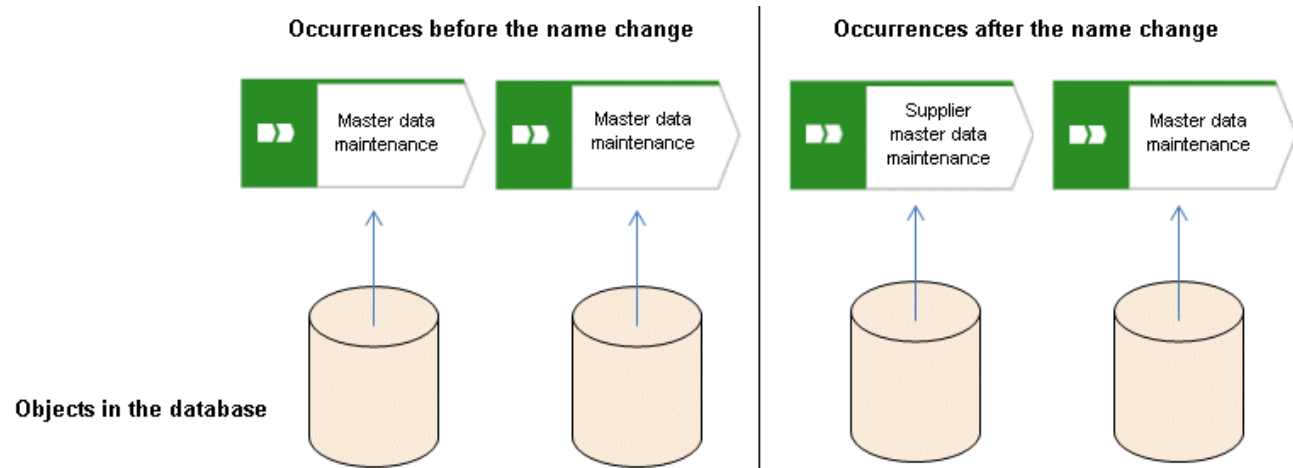 Occurrences before the name change
Occurrences after the name change
Master data
maintenance
Master data
maintenance
Supplier
master data
maintenance
Master data
maintenance
Objects in the database